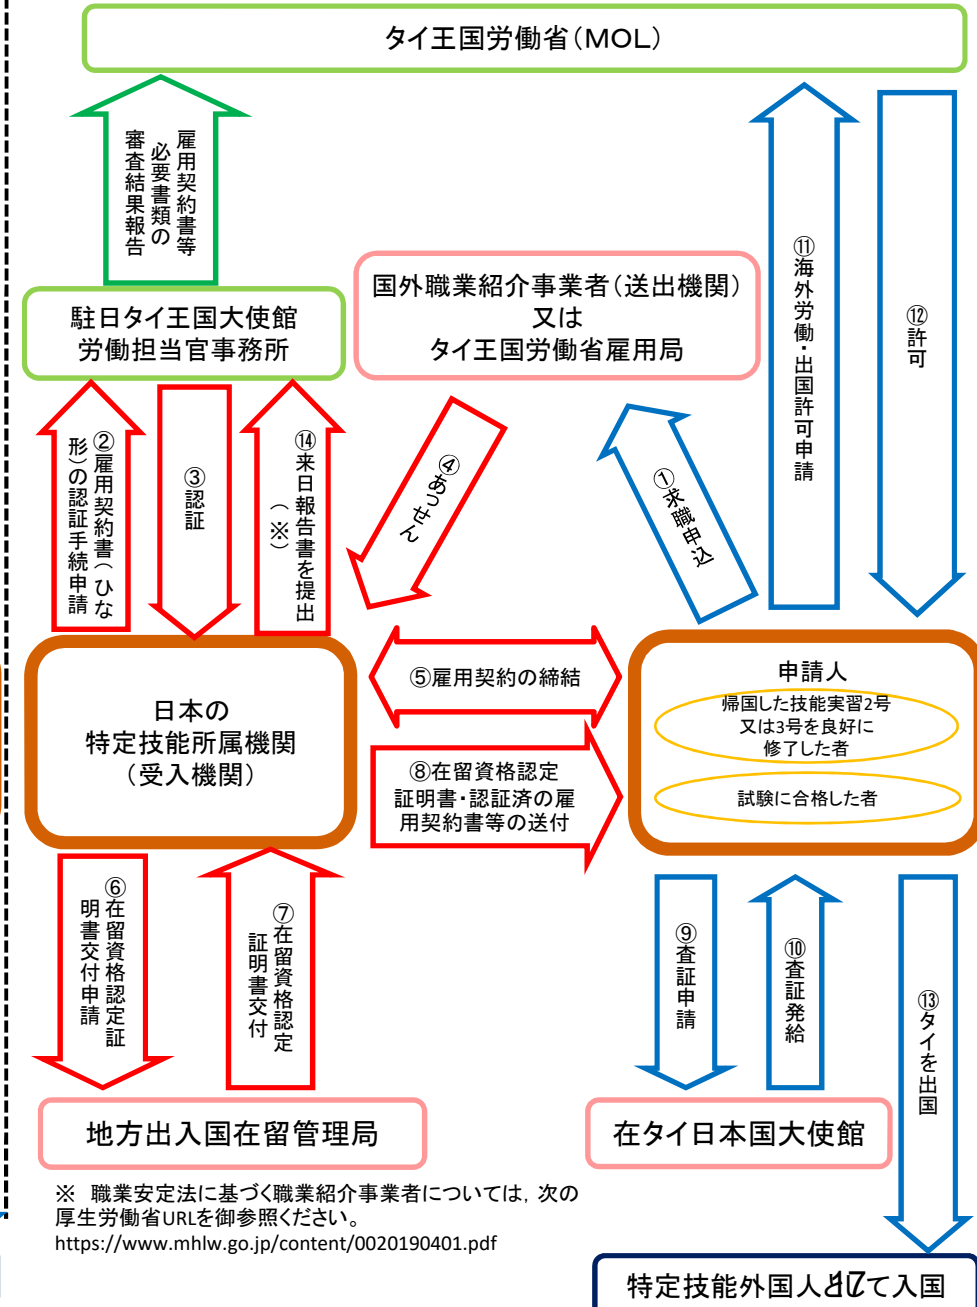 タイ王国労働省（ＭＯＬ）
雇用契約書等
必要書類の
審査結果報告
国外職業紹介事業者（送出機関）
又は
タイ王国労働省雇用局
駐日タイ王国大使館
労働担当官事務所
⑪海外労働・出国許可申請
⑫許可
②雇用契約書（ひな
形）の認証手続申請
③認証
⑭来日報告書を提出
（※）
④あっせん
①求職申込
日本の
特定技能所属機関
（受入機関）
⑤雇用契約の締結
⑧在留資格認定
証明書・認証済の雇
用契約書等の送付
申請人
帰国した技能実習2号
又は3号を良好に
修了した者
試験に合格した者
⑥在留資格認定証
明書交付申請
⑦在留資格認定
証明書交付
⑨査証申請
⑩査証発給
⑬タイを出国
地方出入国在留管理局
在タイ日本国大使館
※　職業安定法に基づく職業紹介事業者については，次の
厚生労働省URLを御参照ください。
https://www.mhlw.go.jp/content/0020190401.pdf
特定技能外国人として入国